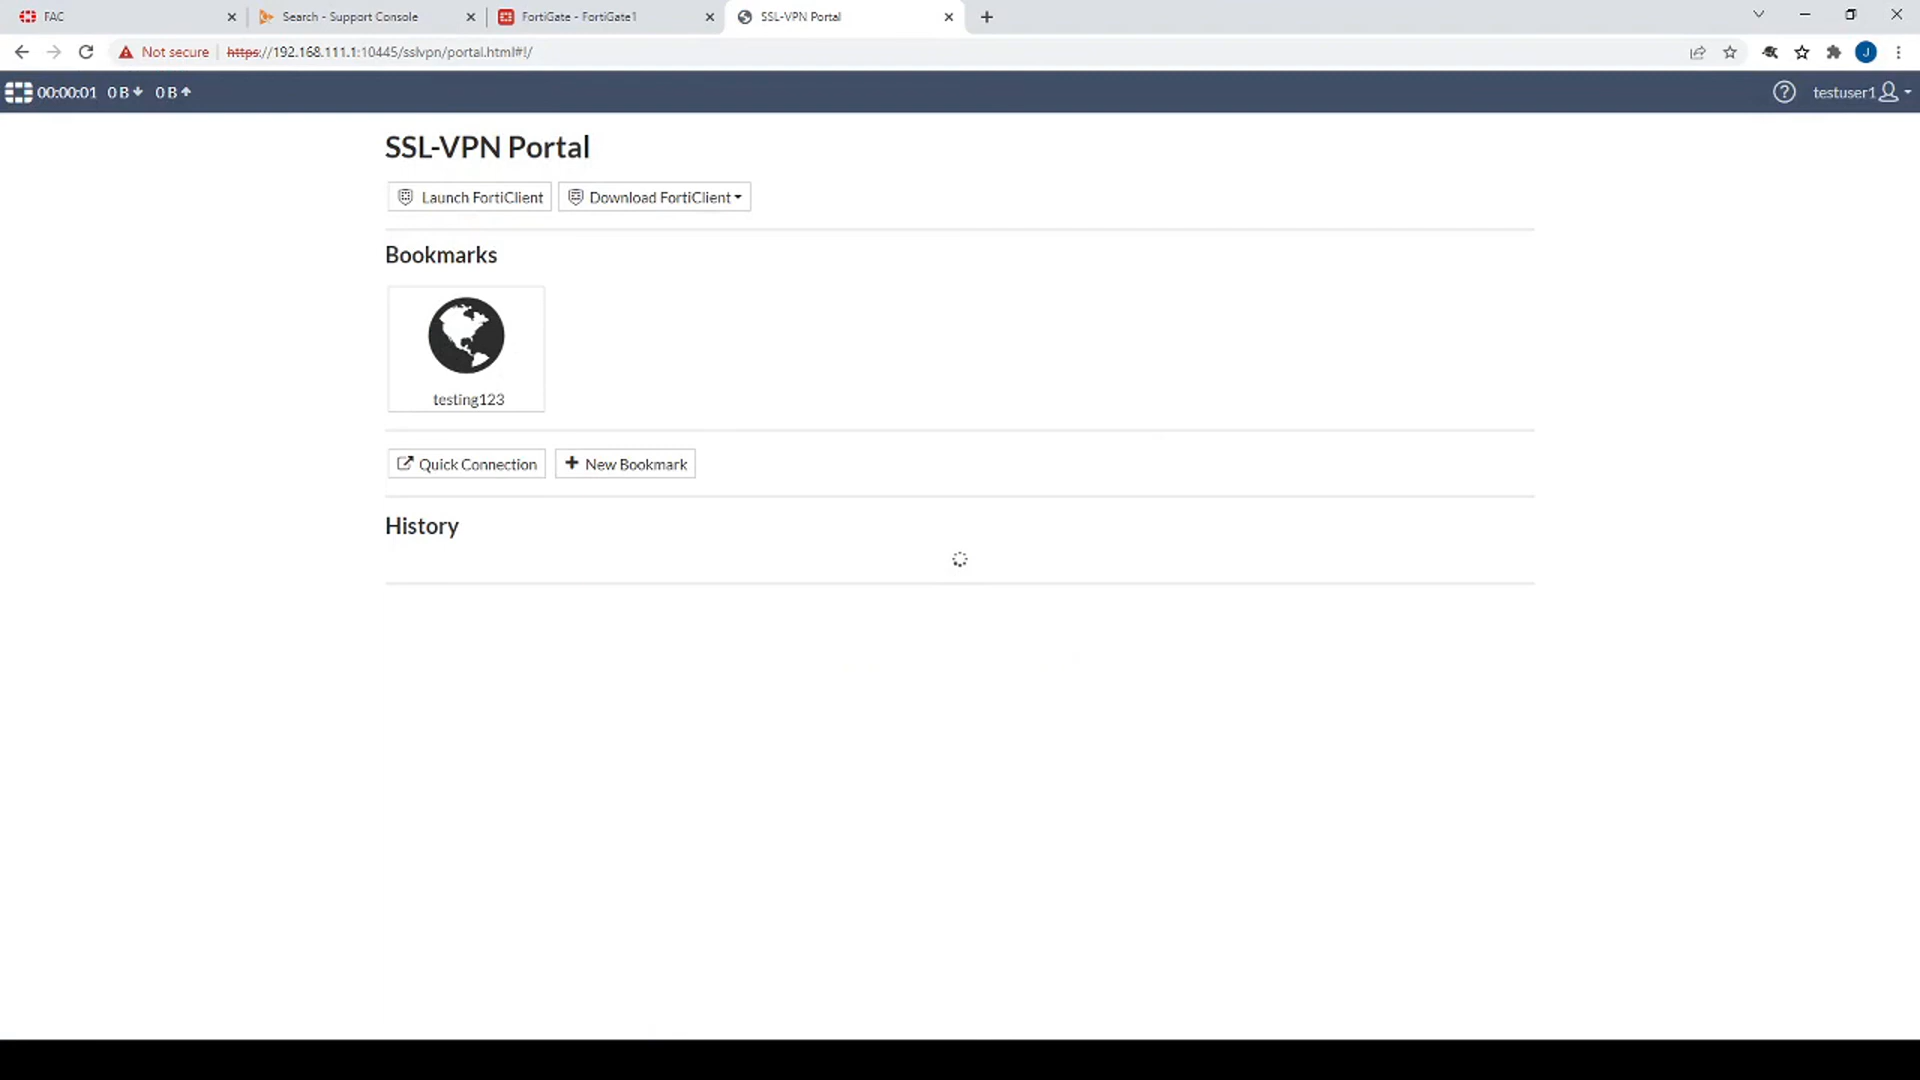 FAC
Search - Support Console
FortiGate - FortiGate1
SSL-VPN Portal
Not secure
https://192.168.111.1:10445/sslvpn/portal.html#!/
J
00:00:01 0 B 0 B
testuser1
SSL-VPN Portal
Launch FortiClient
Download FortiClient
Bookmarks
testing123
Quick Connection
New Bookmark
History